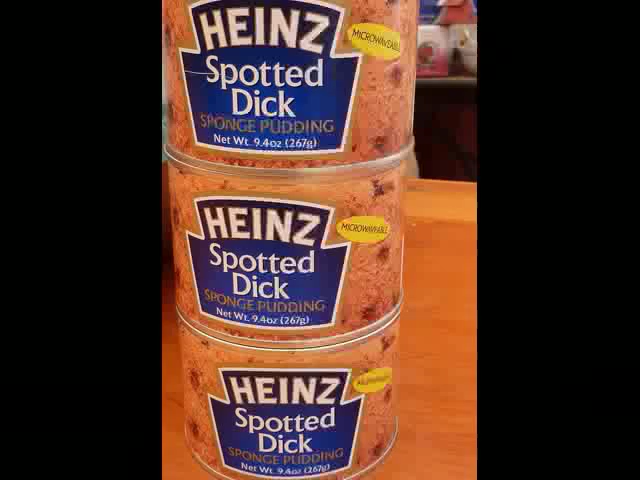 HEINZ
MICROWAVEABLE
Spotted
Dick
SPONGE PUDDING
Net Wt. 9.4oz (267g)
HEINZ
MICROWAVEABLE
Spotted
Dick
SPONGE PUDDING
Net Wt. 9.4oz (267g)
HEINZ
Spotted
Dick
SPONGE PUDDING
Net Wt. 9.4oz (267g)